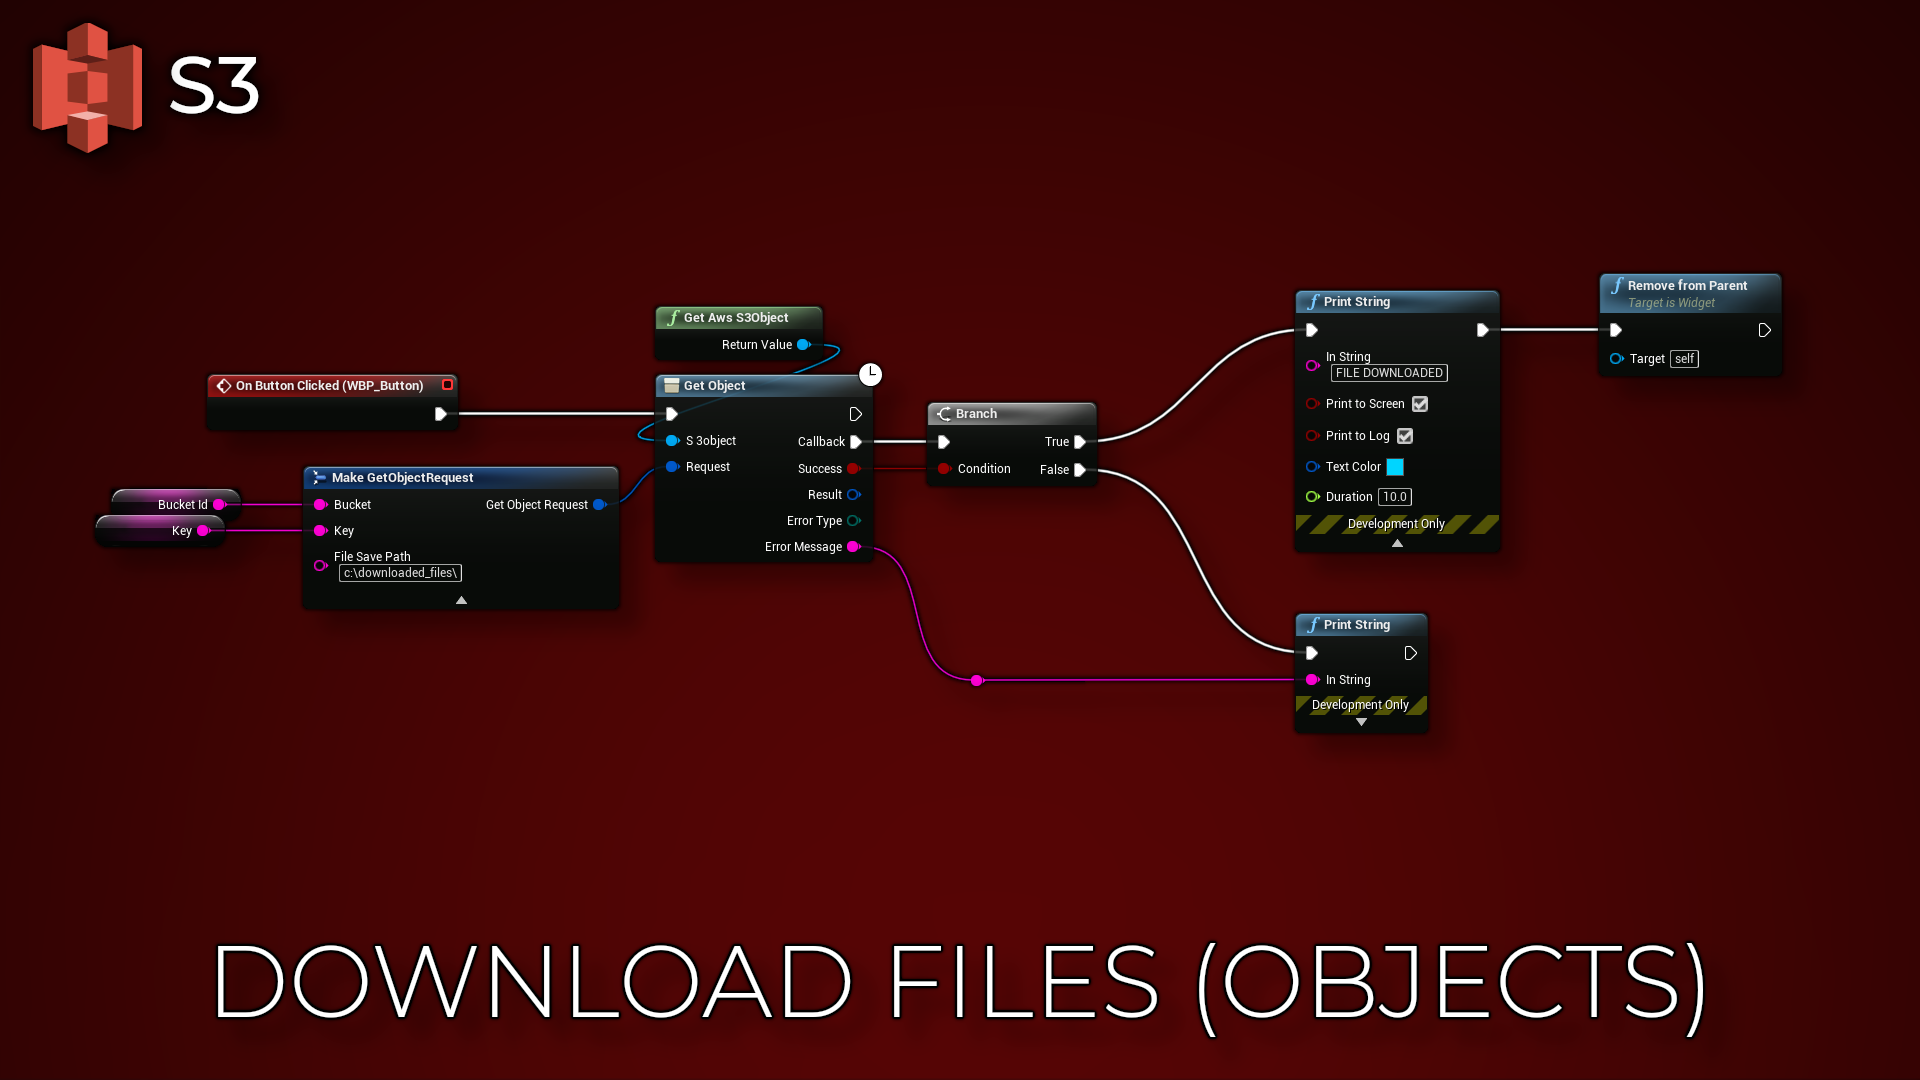 S3
Get Aws S3Object
Return Value
On Button Clicked (WBP_Button)
Get Object
S 3object
Callback
Request
Success
Result
Error Type
Error Message
Bucket Id
Key
Make GetObjectRequest
Bucket
Get Object Request
Key
File Save Path
c:\downloaded_files\
Branch
True
Condition
False
Print String
In String
FILE DOWNLOADED
Print to Screen
Print to Log
Text Color
Duration 10.0
Development Only
Remove from Parent
Target is Widget
Target self
Print String
In String
Development Only
DOWNLOAD FILES (OBJECTS)